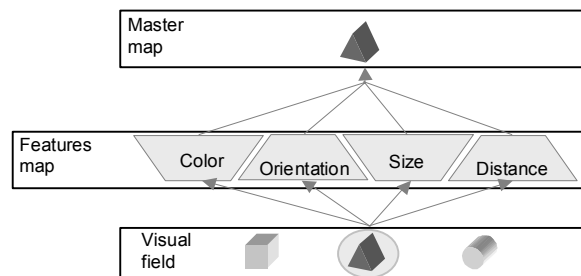 Master
map
Features
map
Color
Orientation
Size
Distance
Visual
field